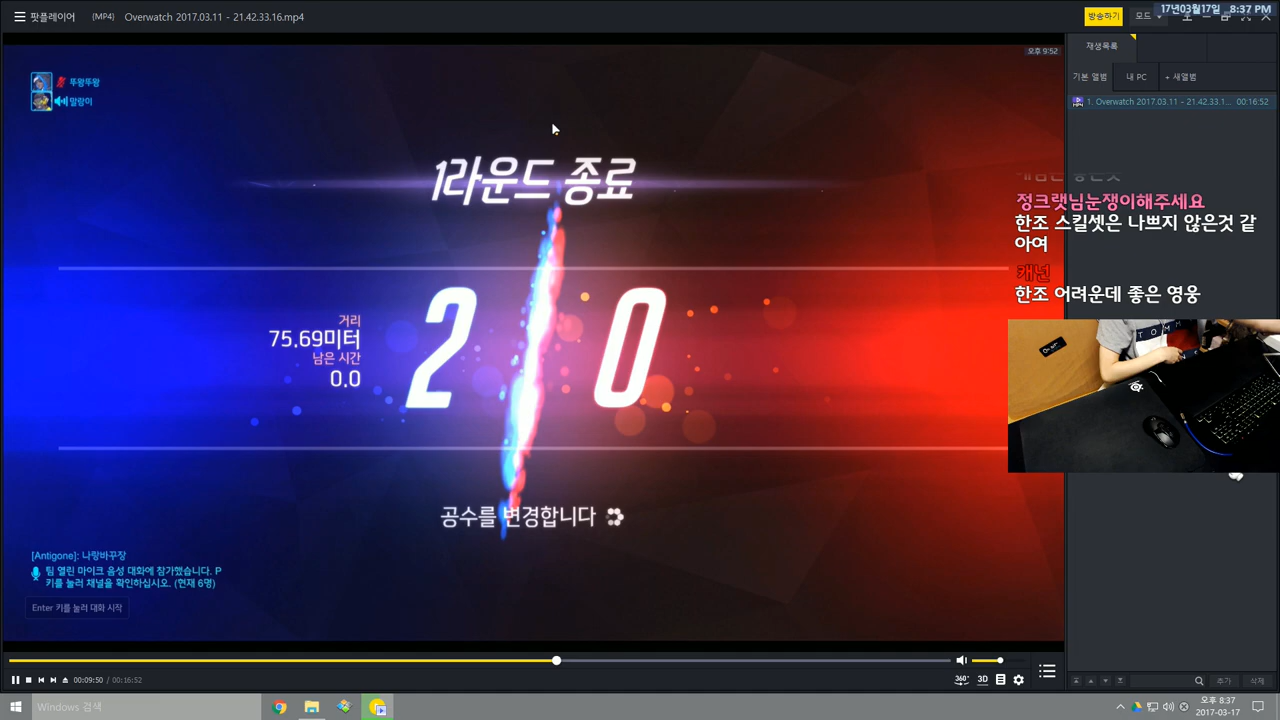 팟플레이어 (MP4) Overwatch 2017.03.11 - 21.42.33.16.mp4
방송하기 모드
17년03월17일 8:37 PM
재생목록
기본 앨범 내 PC + 새앨범
1. Overwatch 2017.03.11 - 21.42.33.1... 00:16:52
오후 9:52
뚜왕뚜왕
말랑이
1라운드 종료
거리
75.69미터
남은 시간
0.0
2 0
공수를 변경합니다
정크랫님눈쟁이해주세요
한조 스킬셋은 나쁘지 않은것 같
아여
캐넌
한조 어려운데 좋은 영웅
TOMM
[Antigone]: 나랑바꾸장
팀 열린 마이크 음성 대화에 참가했습니다. P
키를 눌러 채널을 확인하십시오. (현재 6명)
Enter 키를 눌러 대화 시작
00:09:50 / 00:16:52
360° 3D
추가 삭제
Windows 검색
오후 8:37
2017-03-17